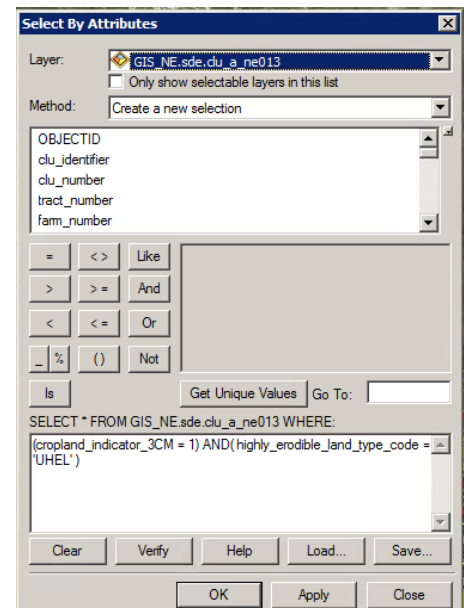 Select By Attributes
Layer: GIS_NE.sde.clu_a_ne013
Only show selectable layers in this list
Method: Create a new selection
OBJECTID
clu_identifier
clu_number
tract_number
farm_number
= <> Like
> >= And
< <= Or
_ % () Not
Is Get Unique Values Go To:
SELECT * FROM GIS_NE.sde.clu_a_ne013 WHERE:
(cropland_indicator_3CM = 1) AND( highly_erodible_land_type_code =
'UHEL' )
Clear Verify Help Load... Save...
OK Apply Close